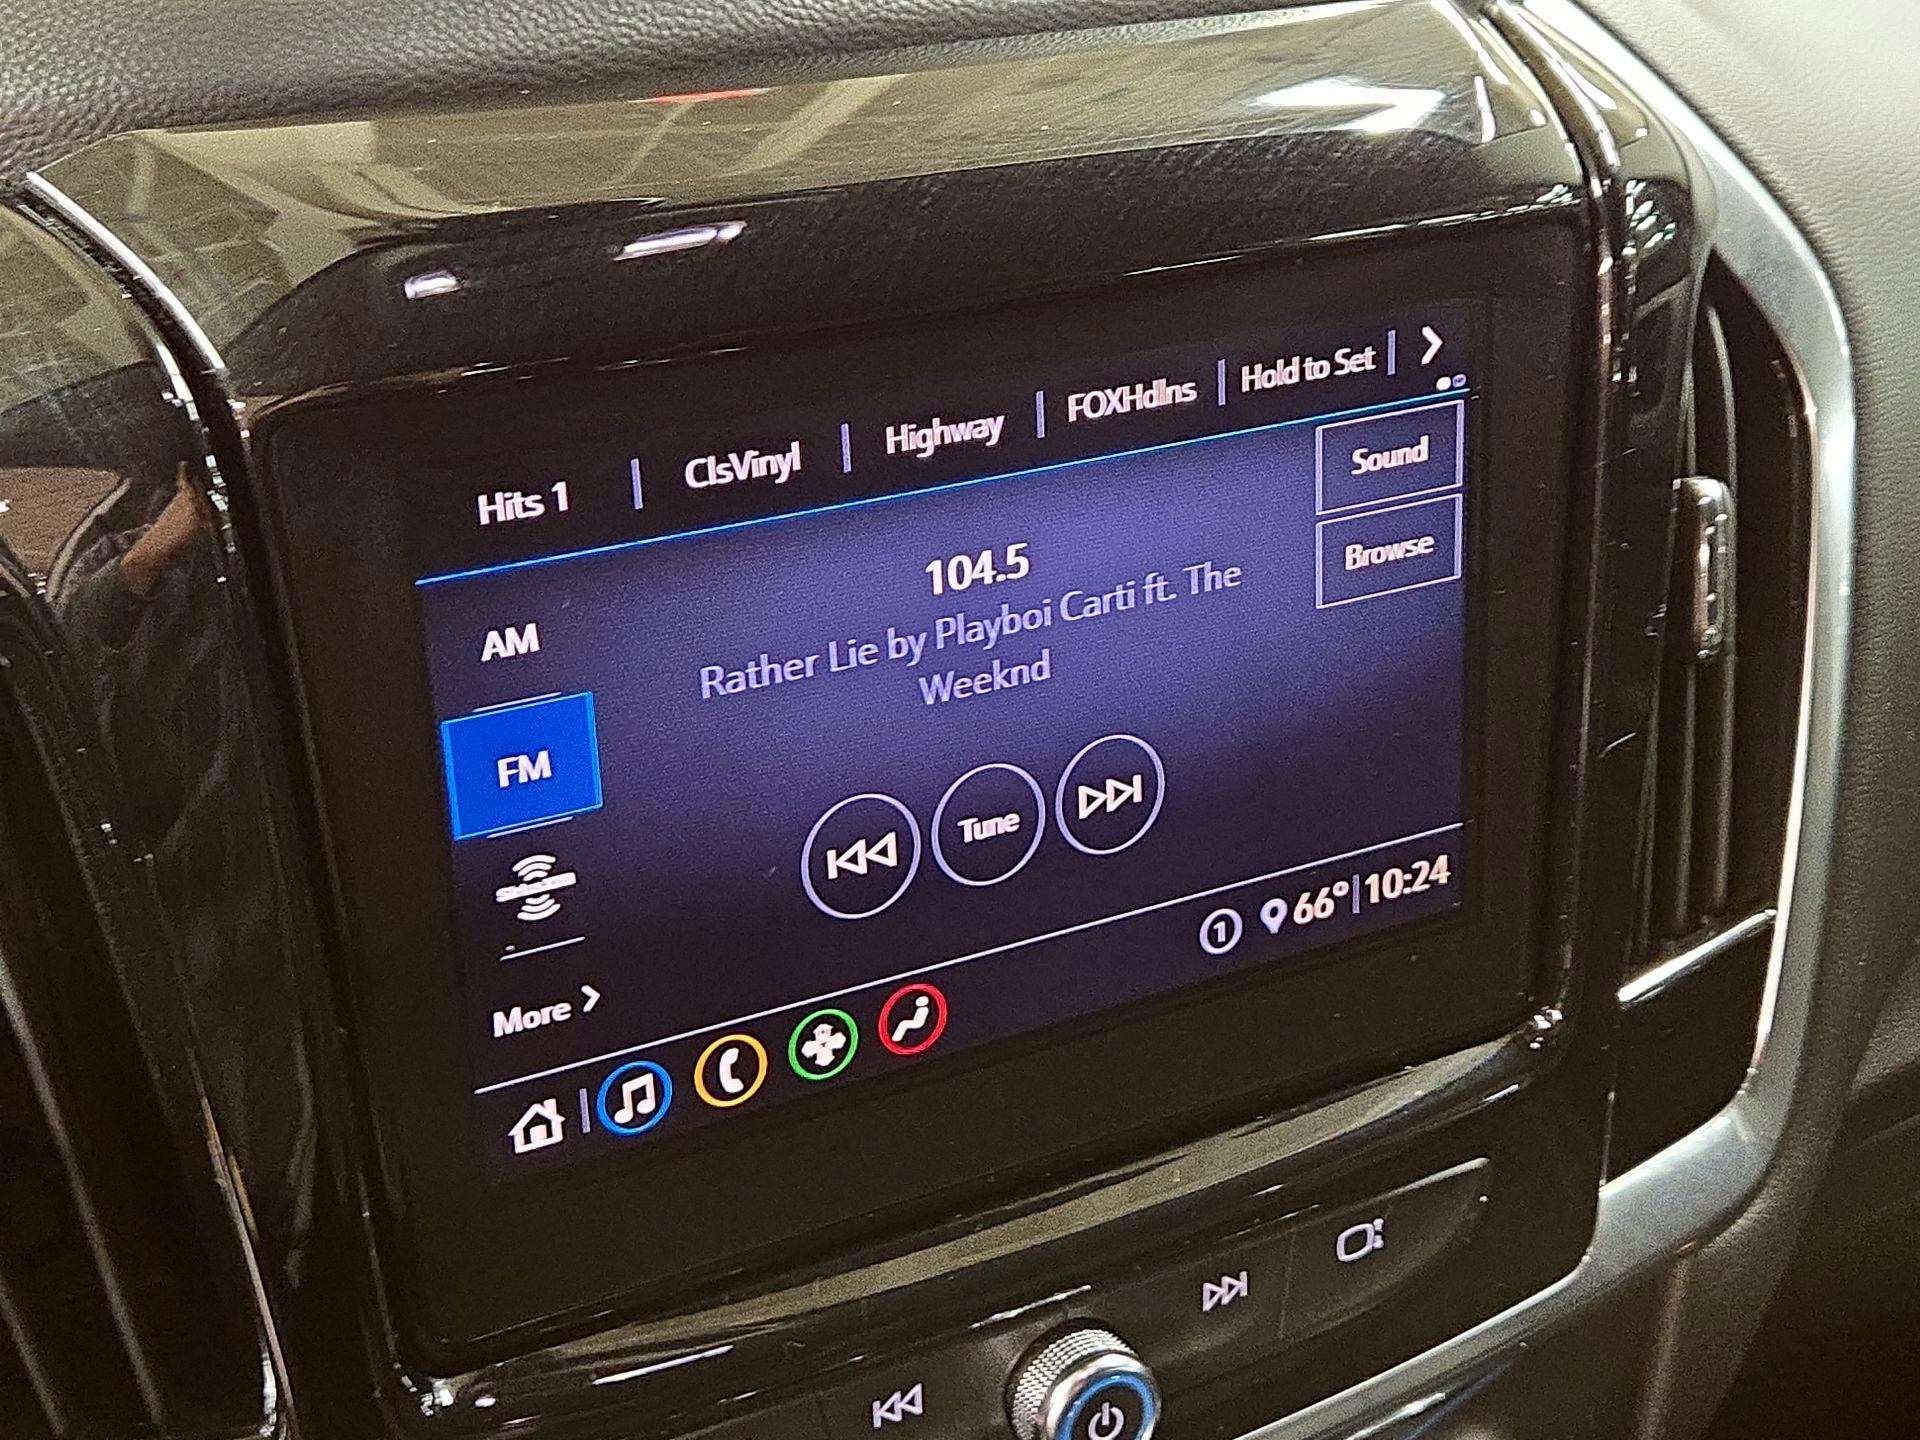 Hits 1 | ClsVinyl | Highway | FOXHdlns | Hold to Set |
Sound
Browse
104.5
Rather Lie by Playboi Carti ft. The
Weeknd
AM
FM
Tune
More
1 66° | 10:24